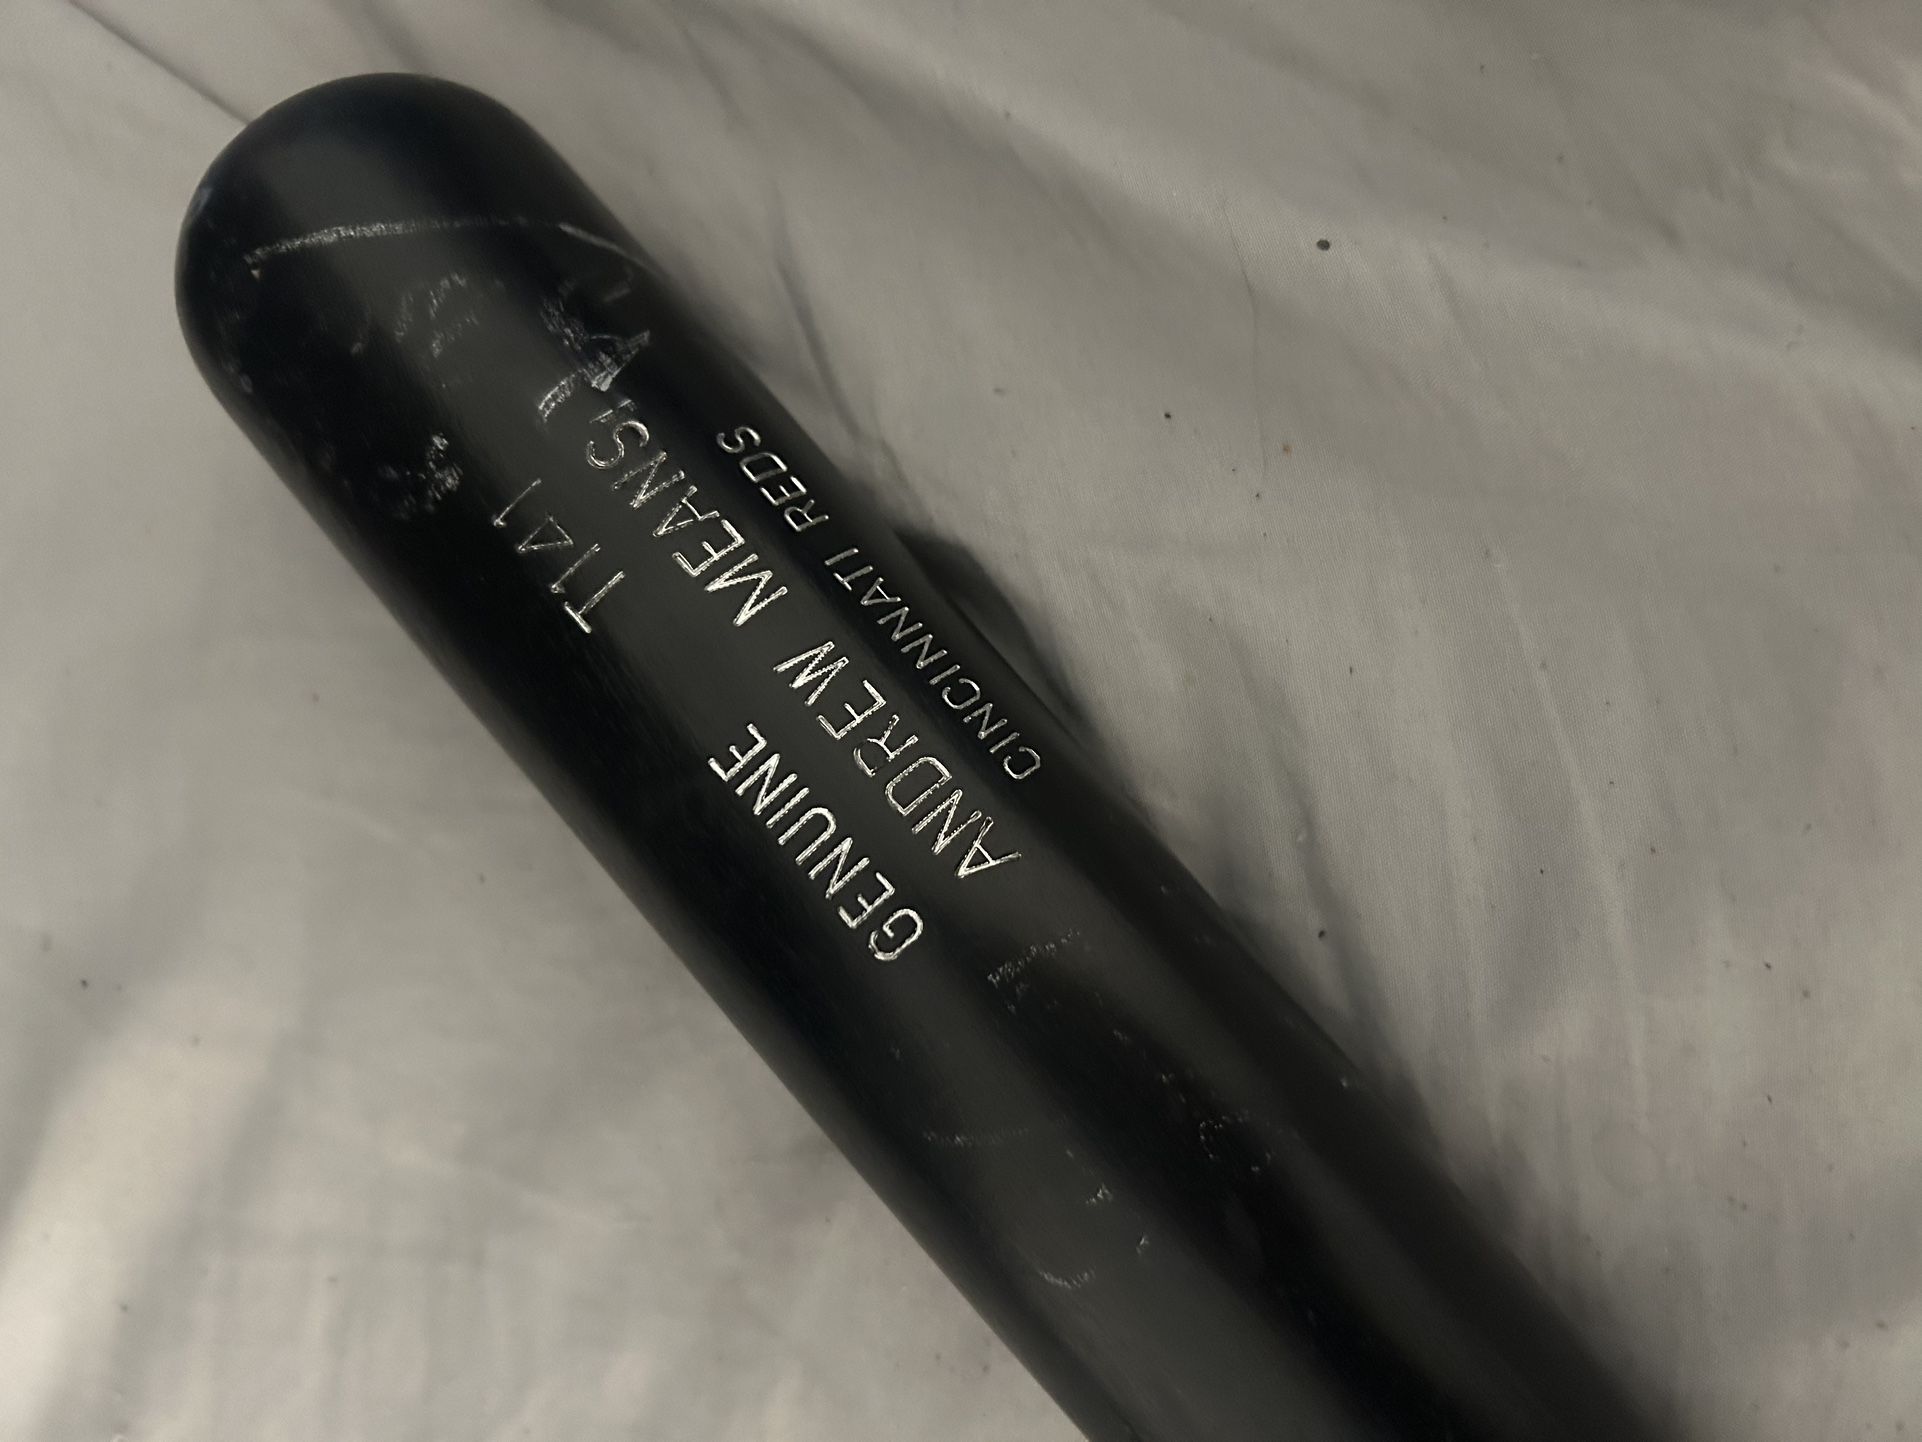 GENUINE T141
ANDREW MEANS
CINCINNATI REDS